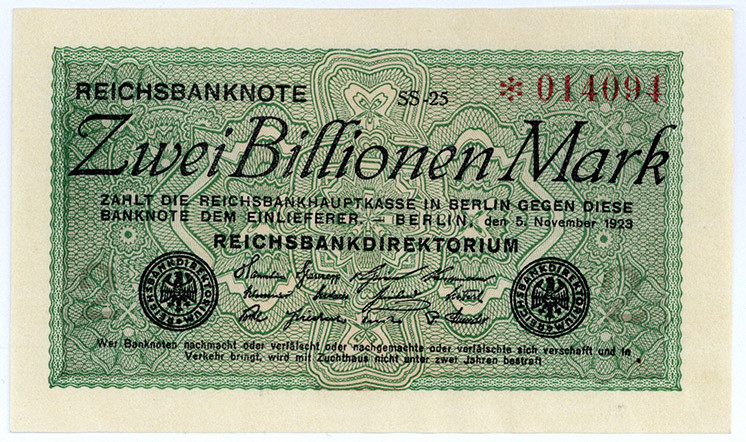 REICHSBANKNOTE SS-25 * 014094
Zwei Billionen Mark
ZAHLT DIE REICHSBANKHAUPTKASSE IN BERLIN GEGEN DIESE
BANKNOTE DEM EINLIEFERER. – BERLIN, den 5. November 1923
REICHSBANKDIREKTORIUM
REICHSBANKDIREKTORIUM
REICHSBANKDIREKTORIUM
Wer Banknoten nachmacht oder verfälscht oder nachgemachte oder verfälschte sich verschafft und in
Verkehr bringt, wird mit Zuchthaus nicht unter zwei Jahren bestraft